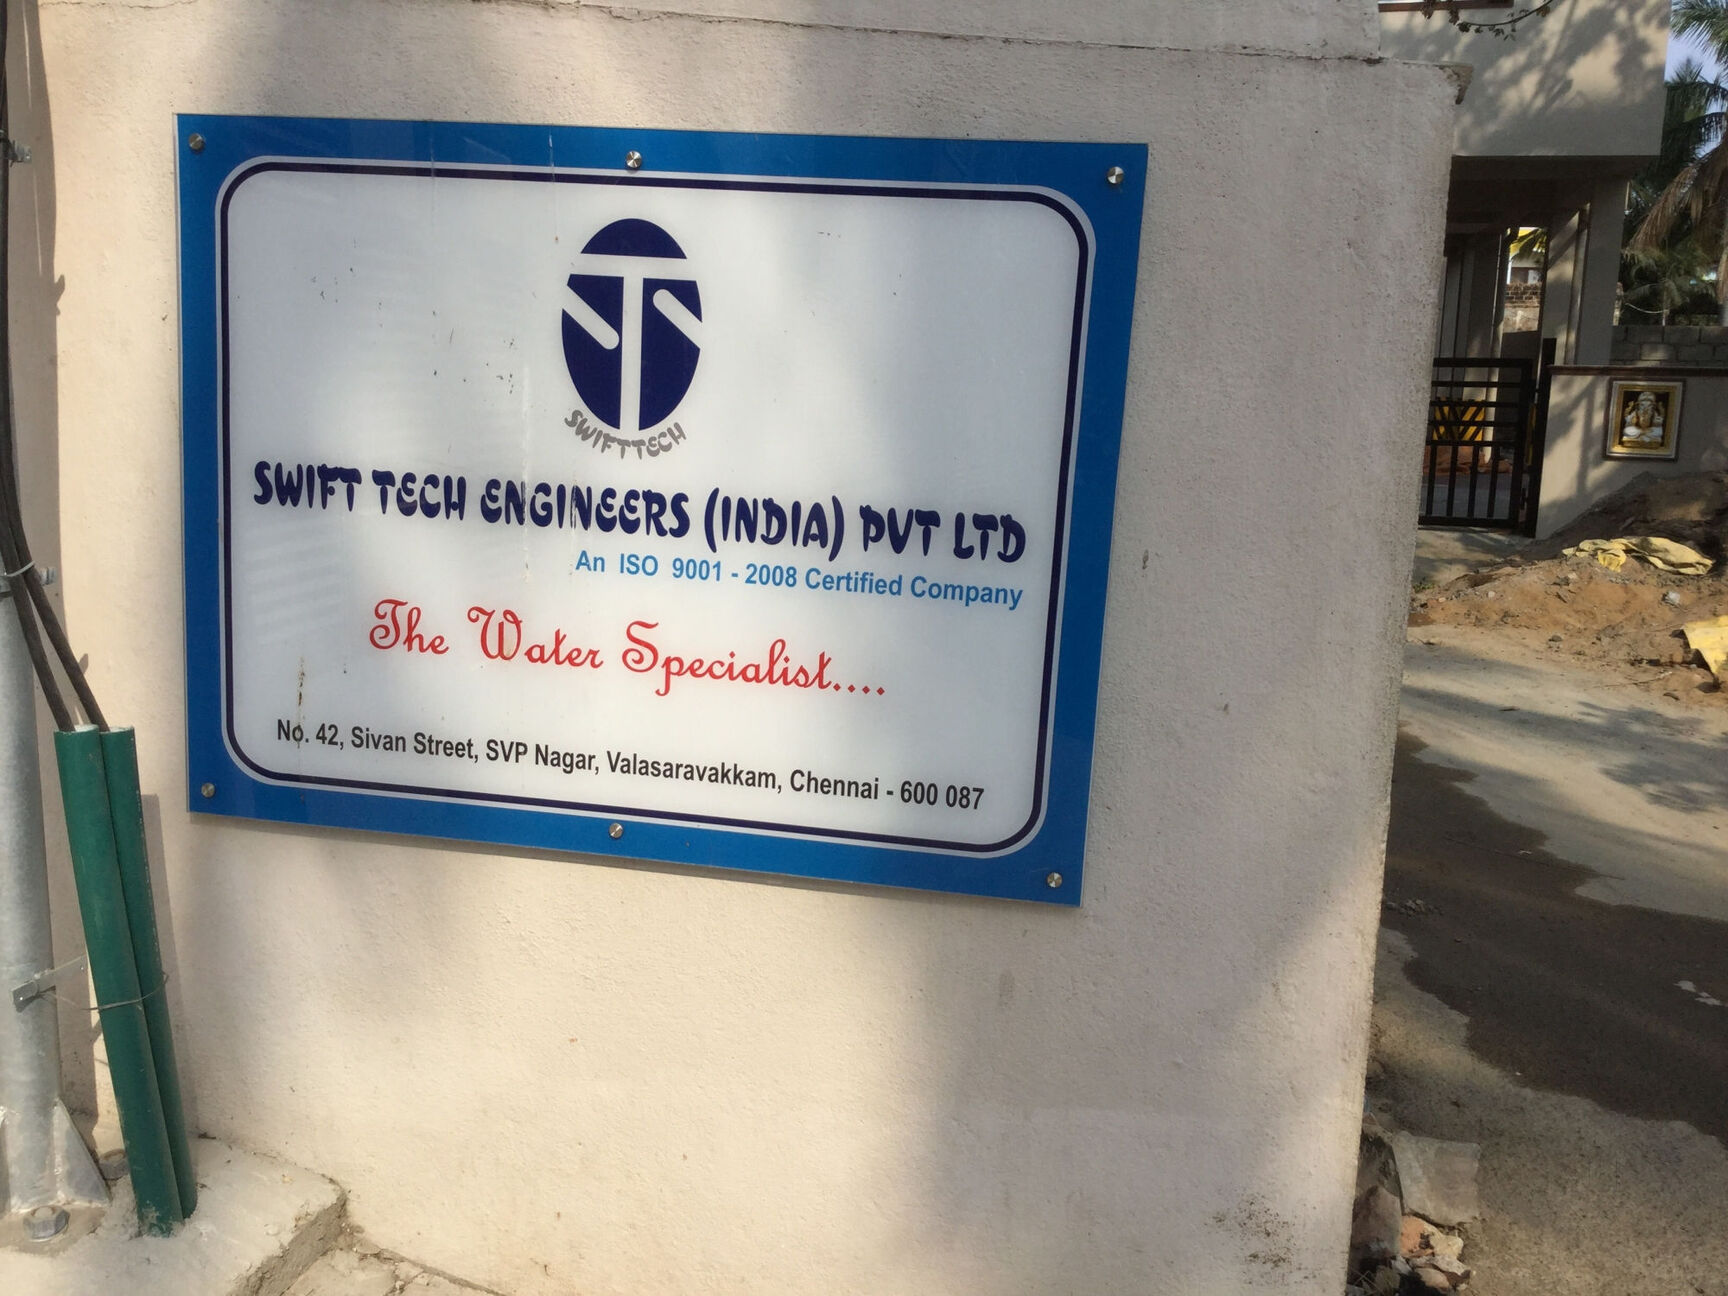 SWIFTTECH
SWIFT TECH ENGINEERS (INDIA) PVT LTD
An ISO 9001 - 2008 Certified Company
The Water Specialist....
No. 42, Sivan Street, SVP Nagar, Valasaravakkam, Chennai - 600 087